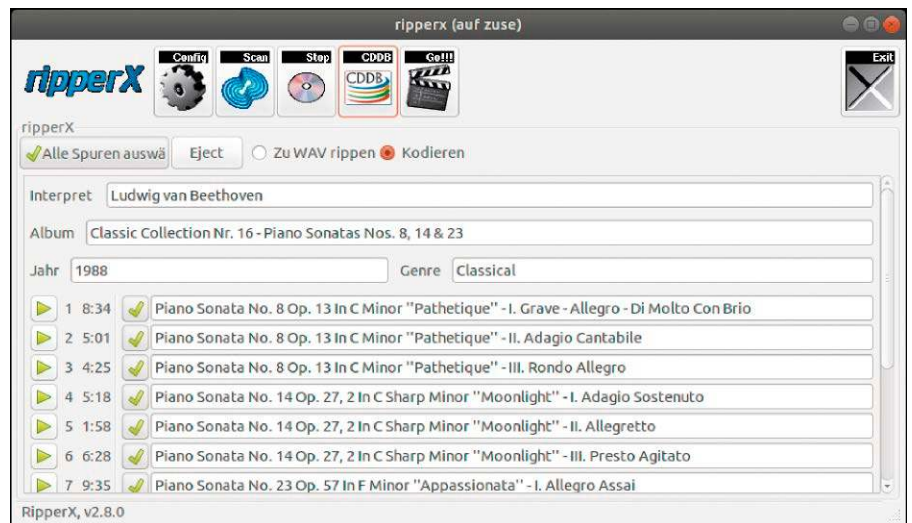 ripperx (auf zuse)
ripperX Config Scan Stop CDDB Go!!! Exit
CDDB
ripperX
Alle Spuren auswä Eject Zu WAV rippen Kodieren
Interpret Ludwig van Beethoven
Album Classic Collection Nr. 16 - Piano Sonatas Nos. 8, 14 & 23
Jahr 1988 Genre Classical
1 8:34 Piano Sonata No. 8 Op. 13 In C Minor ''Pathetique'' - I. Grave - Allegro - Di Molto Con Brio
2 5:01 Piano Sonata No. 8 Op. 13 In C Minor ''Pathetique'' - II. Adagio Cantabile
3 4:25 Piano Sonata No. 8 Op. 13 In C Minor ''Pathetique'' - III. Rondo Allegro
4 5:18 Piano Sonata No. 14 Op. 27, 2 In C Sharp Minor ''Moonlight'' - I. Adagio Sostenuto
5 1:58 Piano Sonata No. 14 Op. 27, 2 In C Sharp Minor ''Moonlight'' - II. Allegretto
6 6:28 Piano Sonata No. 14 Op. 27, 2 In C Sharp Minor ''Moonlight'' - III. Presto Agitato
7 9:35 Piano Sonata No. 23 Op. 57 In F Minor ''Appassionata'' - I. Allegro Assai
RipperX, v2.8.0